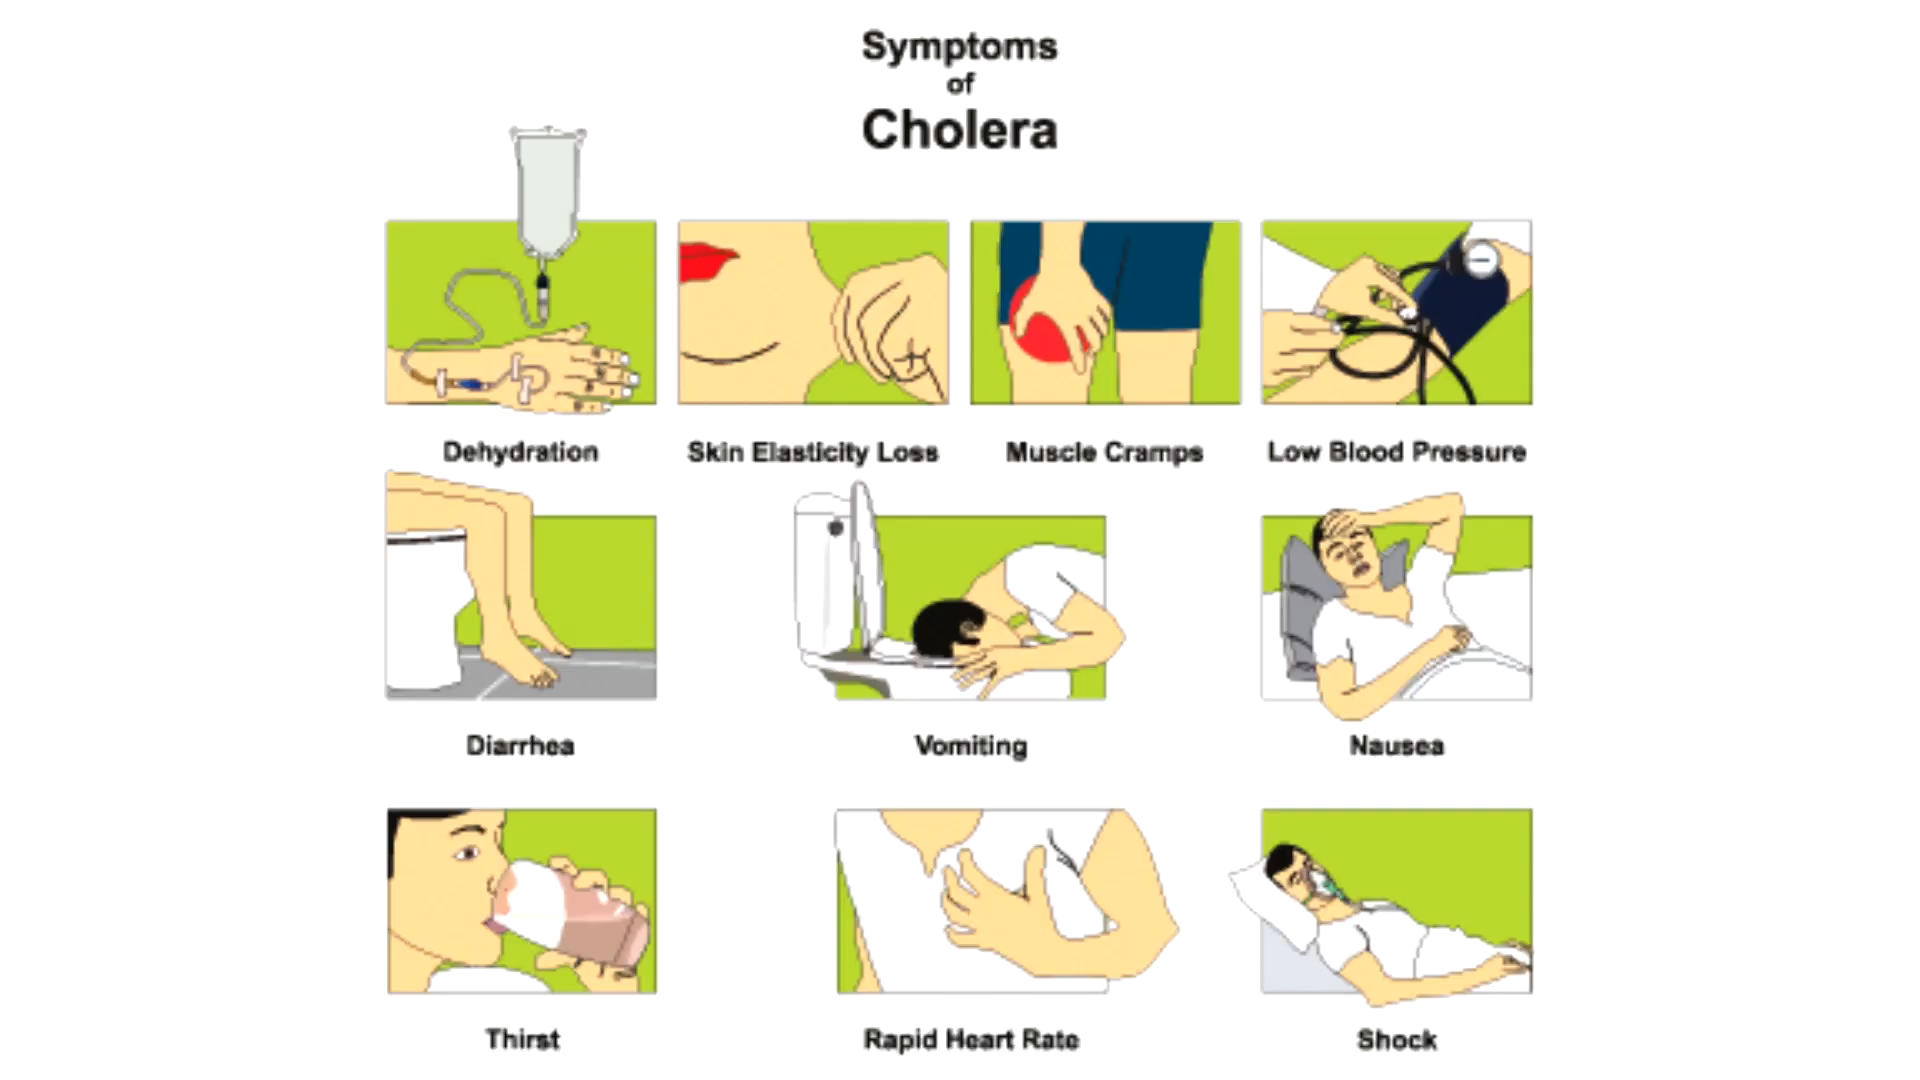 Symptoms
of
Cholera
Dehydration
Skin Elasticity Loss
Muscle Cramps
Low Blood Pressure
Diarrhea
Vomiting
Nausea
Thirst
Rapid Heart Rate
Shock